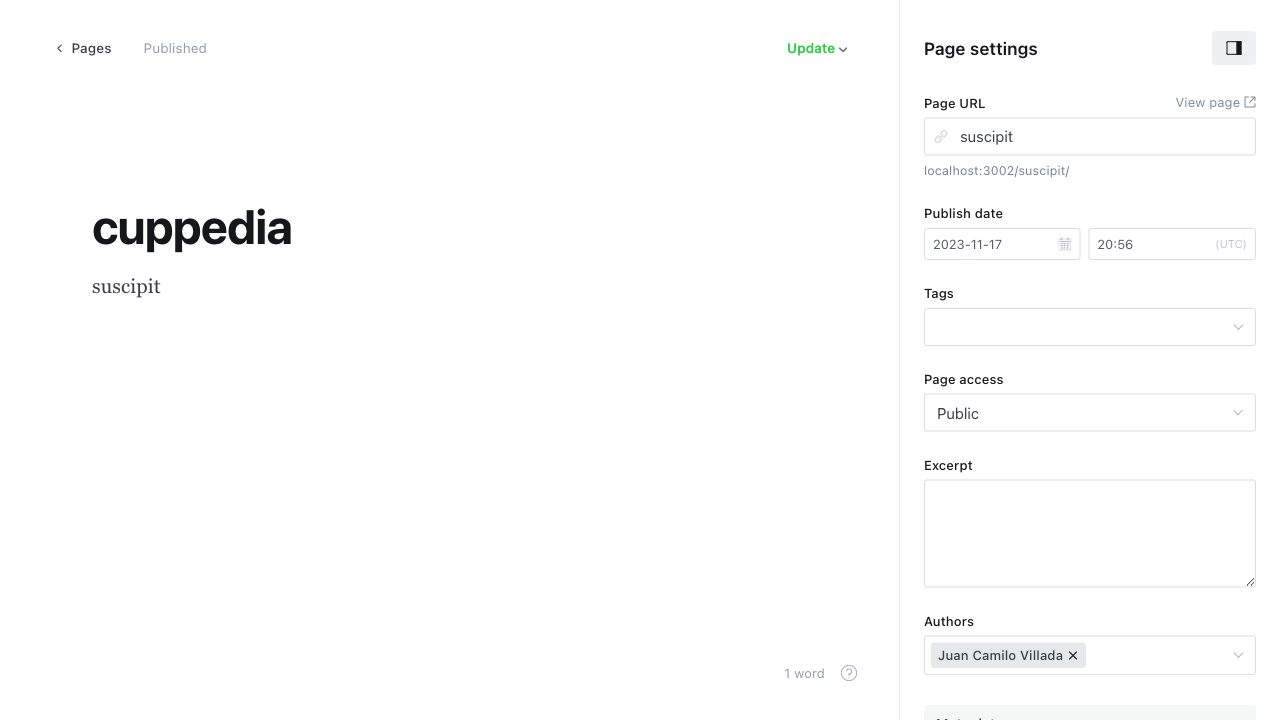 Pages
Published
Update
cuppedia
suscipit
1 word
Page settings
Page URL
View page
suscipit
localhost:3002/suscipit/
Publish date
2023-11-17
20:56
(UTC)
Tags
Page access
Public
Excerpt
Authors
Juan Camilo Villada